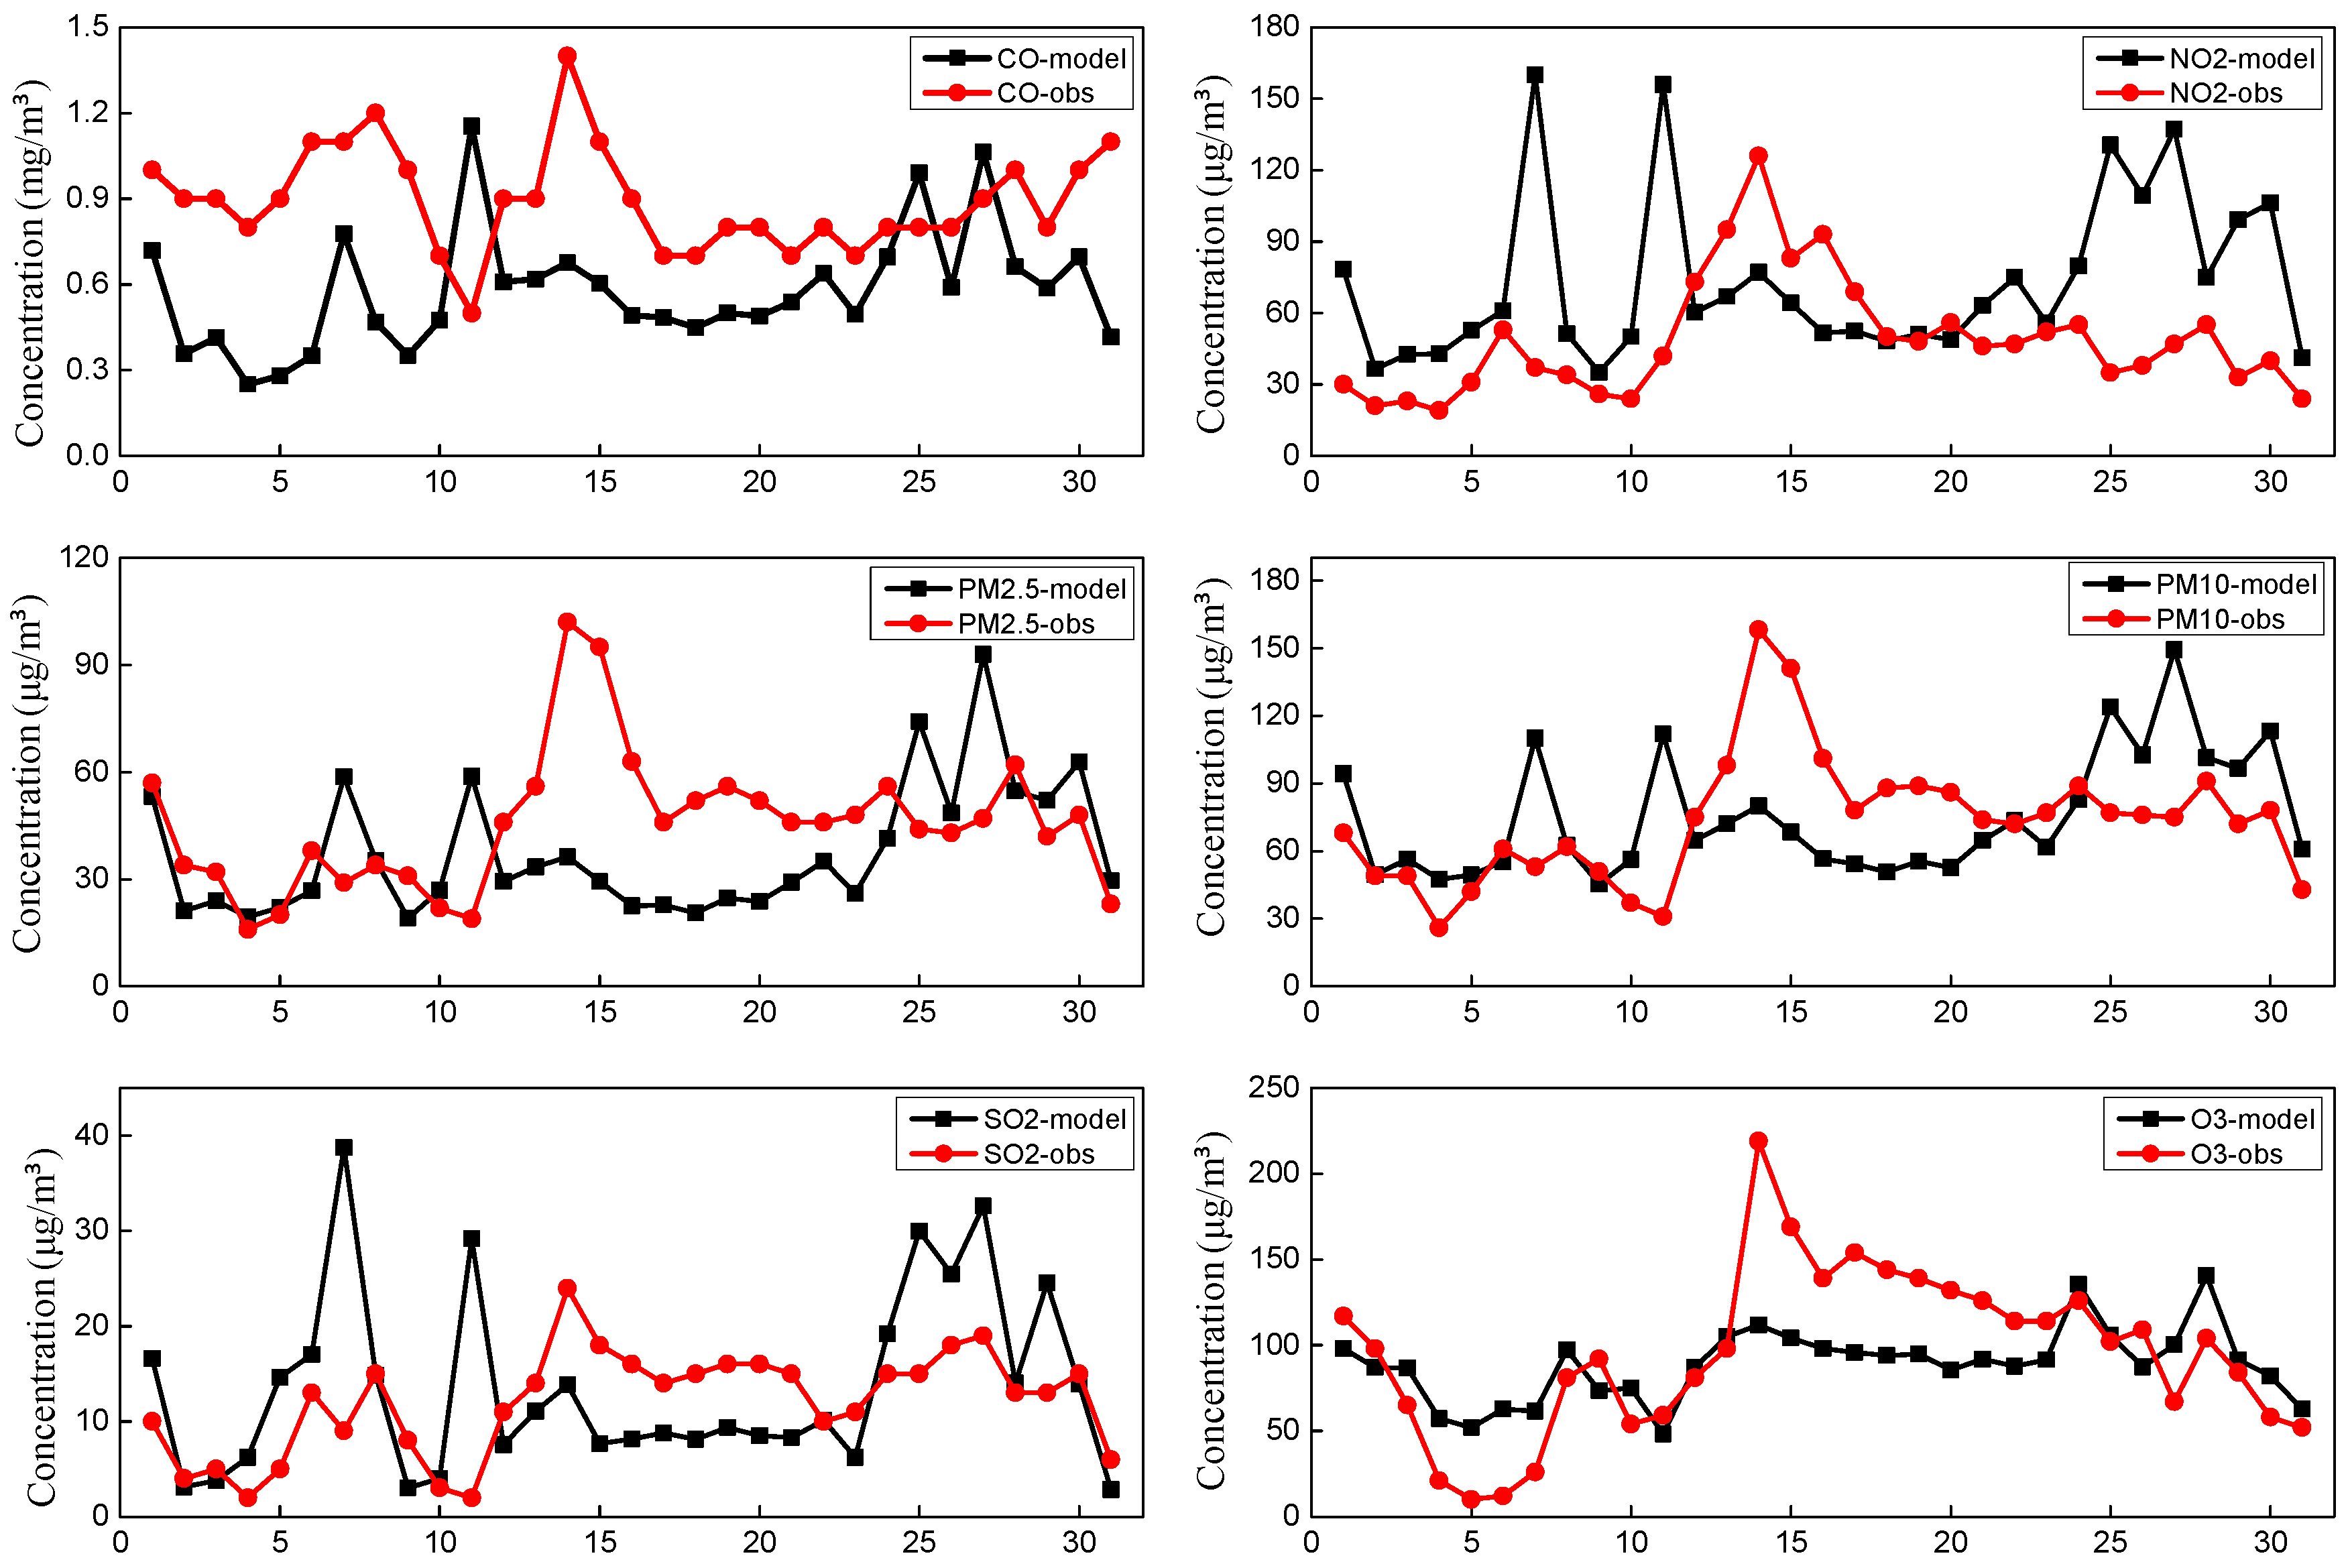 1.5
1.2
0.9
0.6
0.3
0.0
Concentration (mg/m³)
CO-model
CO-obs
0 5 10 15 20 25 30
180
150
120
90
60
30
0
Concentration (μg/m³)
NO2-model
NO2-obs
0 5 10 15 20 25 30
120
90
60
30
0
Concentration (μg/m³)
PM2.5-model
PM2.5-obs
0 5 10 15 20 25 30
180
150
120
90
60
30
0
Concentration (μg/m³)
PM10-model
PM10-obs
0 5 10 15 20 25 30
40
30
20
10
0
Concentration (μg/m³)
SO2-model
SO2-obs
0 5 10 15 20 25 30
250
200
150
100
50
0
Concentration (μg/m³)
O3-model
O3-obs
0 5 10 15 20 25 30